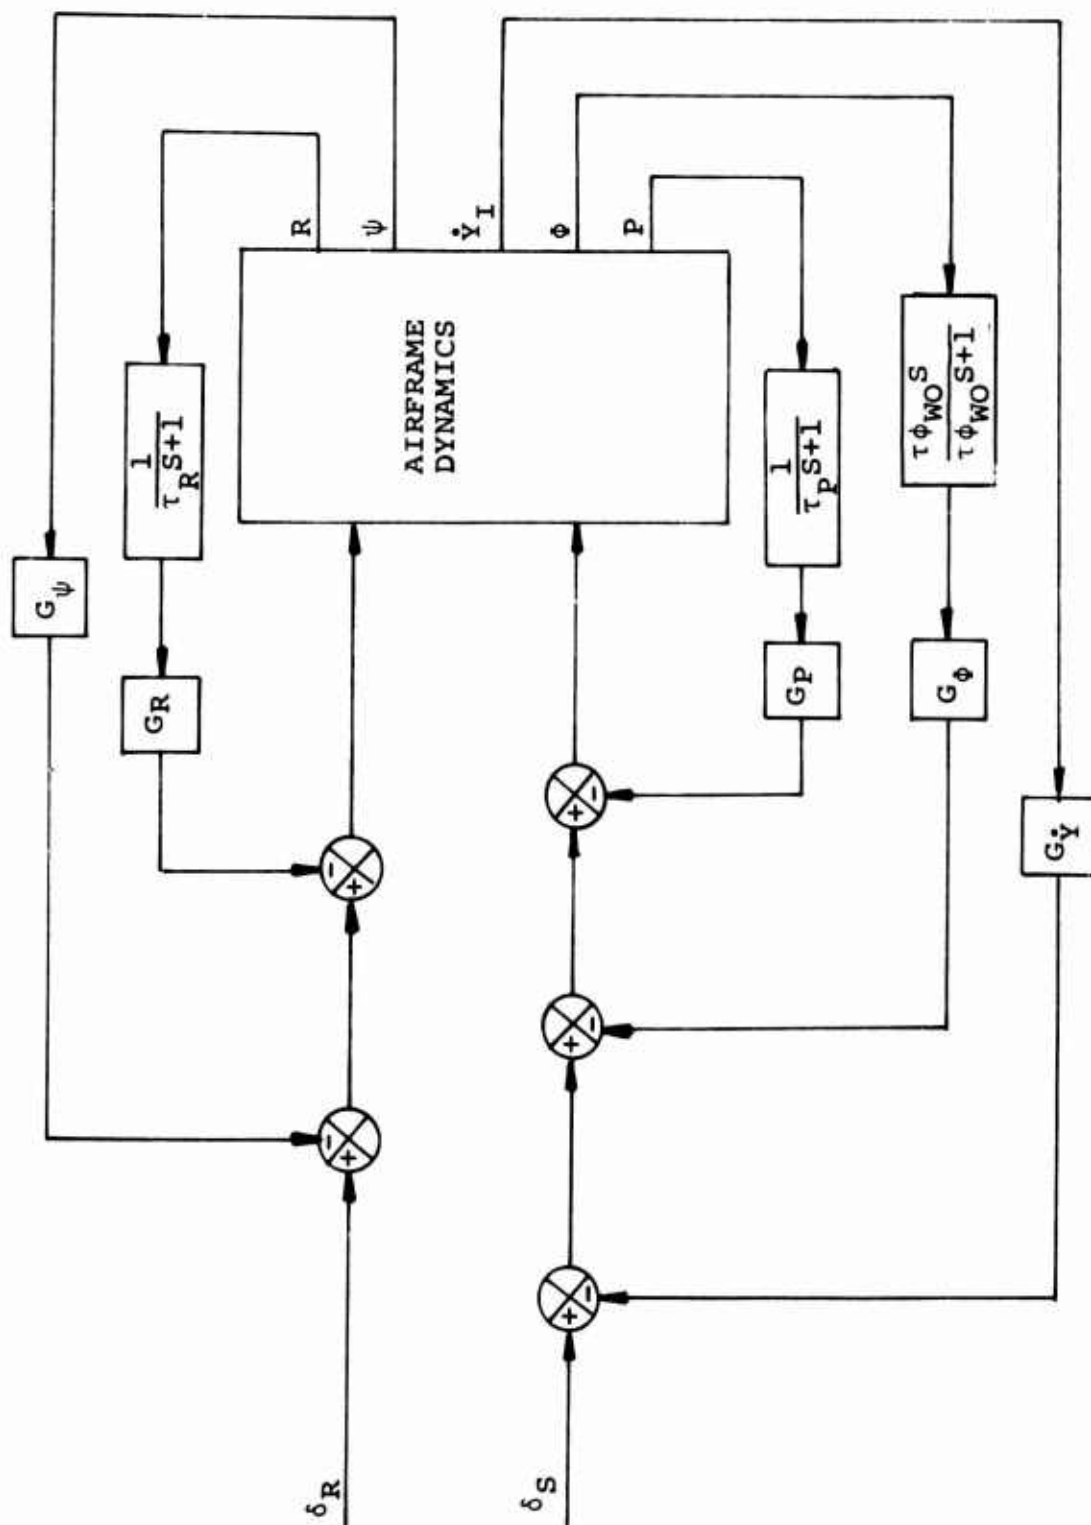 G_ψ
G_R
1
τ_R S+1
R
ψ
δ_R
−
+
−
+
AIRFRAME
DYNAMICS
Ẏ_I
Φ
P
δ_S
+
−
+
−
+
−
G_P
1
τ_P S+1
G_Φ
τφ_WO S
τφ_WO S+1
G_Ẏ